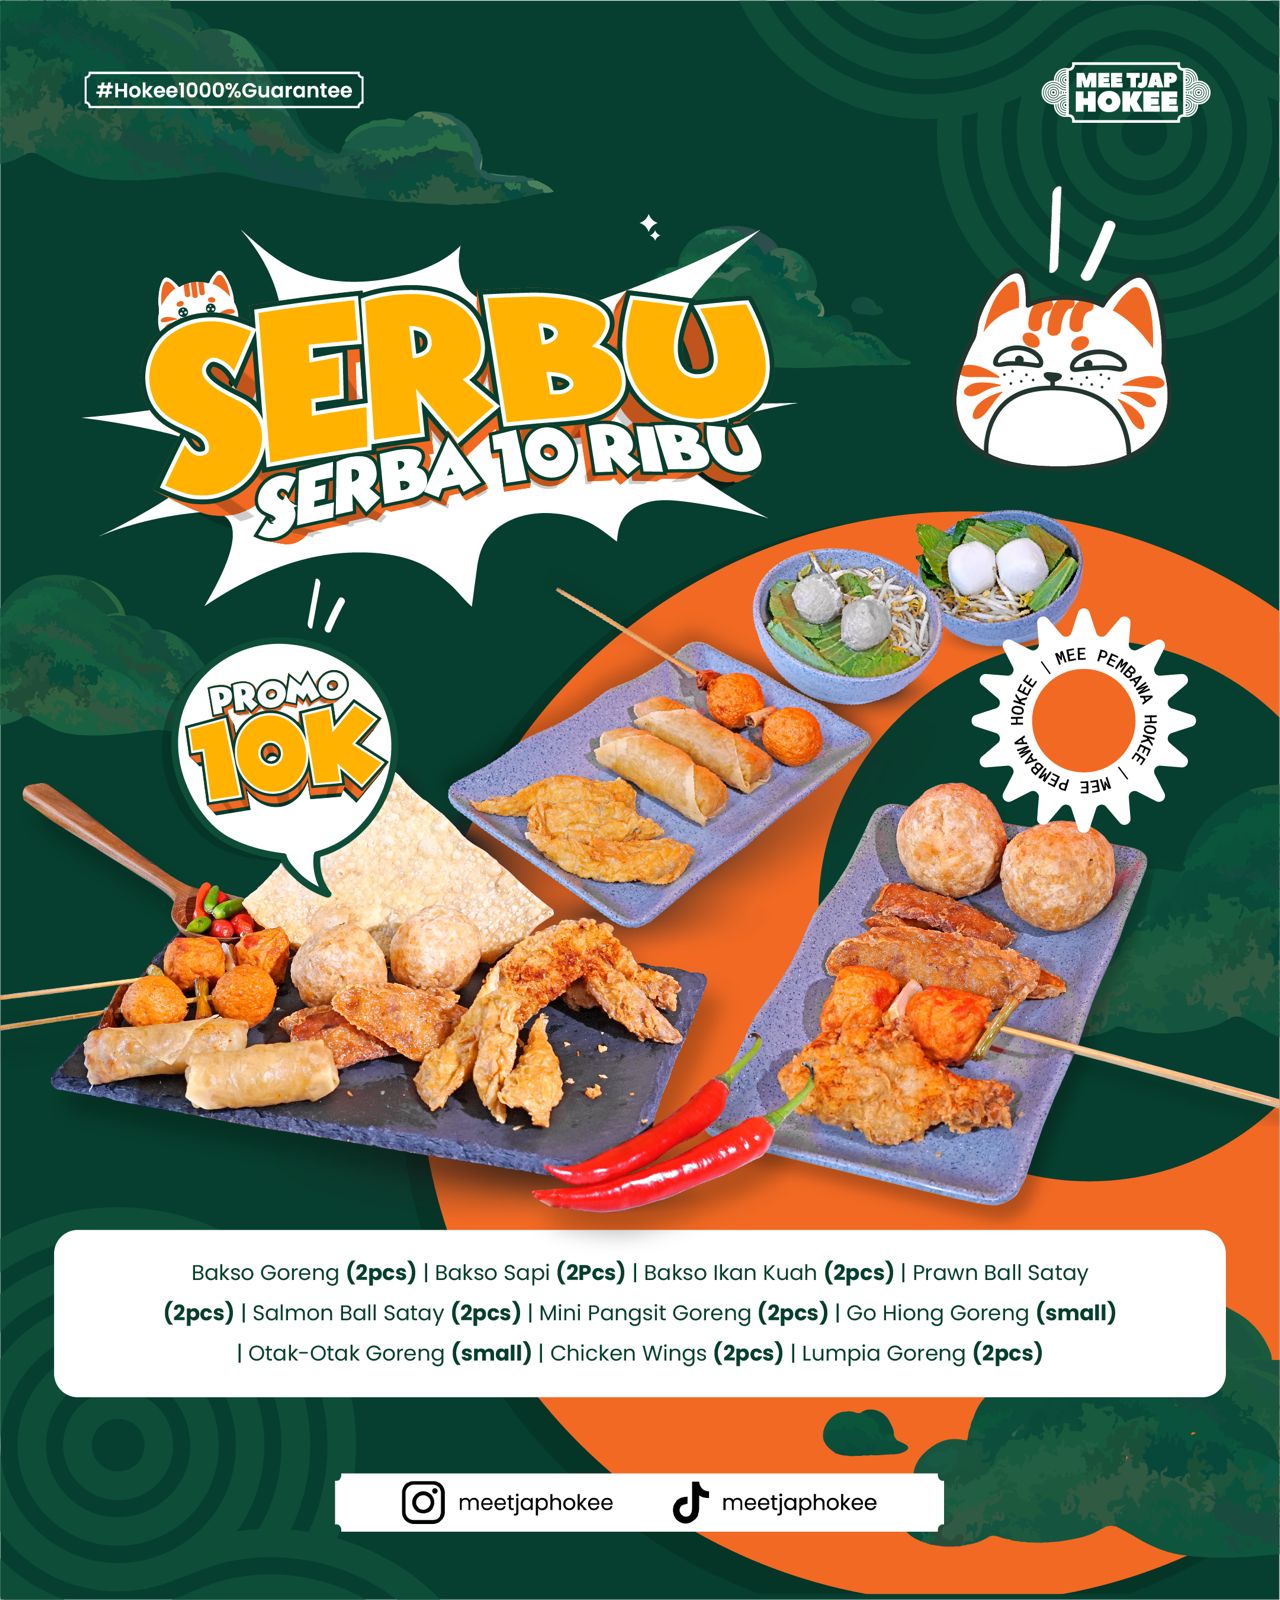 #Hokee1000%Guarantee
MEE TJAP
HOKEE
SERBU
SERBA 10 RIBU
PROMO
10K
MEE PEMBAWA HOKEE | MEE PEMBAWA HOKEE |
Bakso Goreng (2pcs) | Bakso Sapi (2Pcs) | Bakso Ikan Kuah (2pcs) | Prawn Ball Satay
(2pcs) | Salmon Ball Satay (2pcs) | Mini Pangsit Goreng (2pcs) | Go Hiong Goreng (small)
| Otak-Otak Goreng (small) | Chicken Wings (2pcs) | Lumpia Goreng (2pcs)
meetjaphokee meetjaphokee